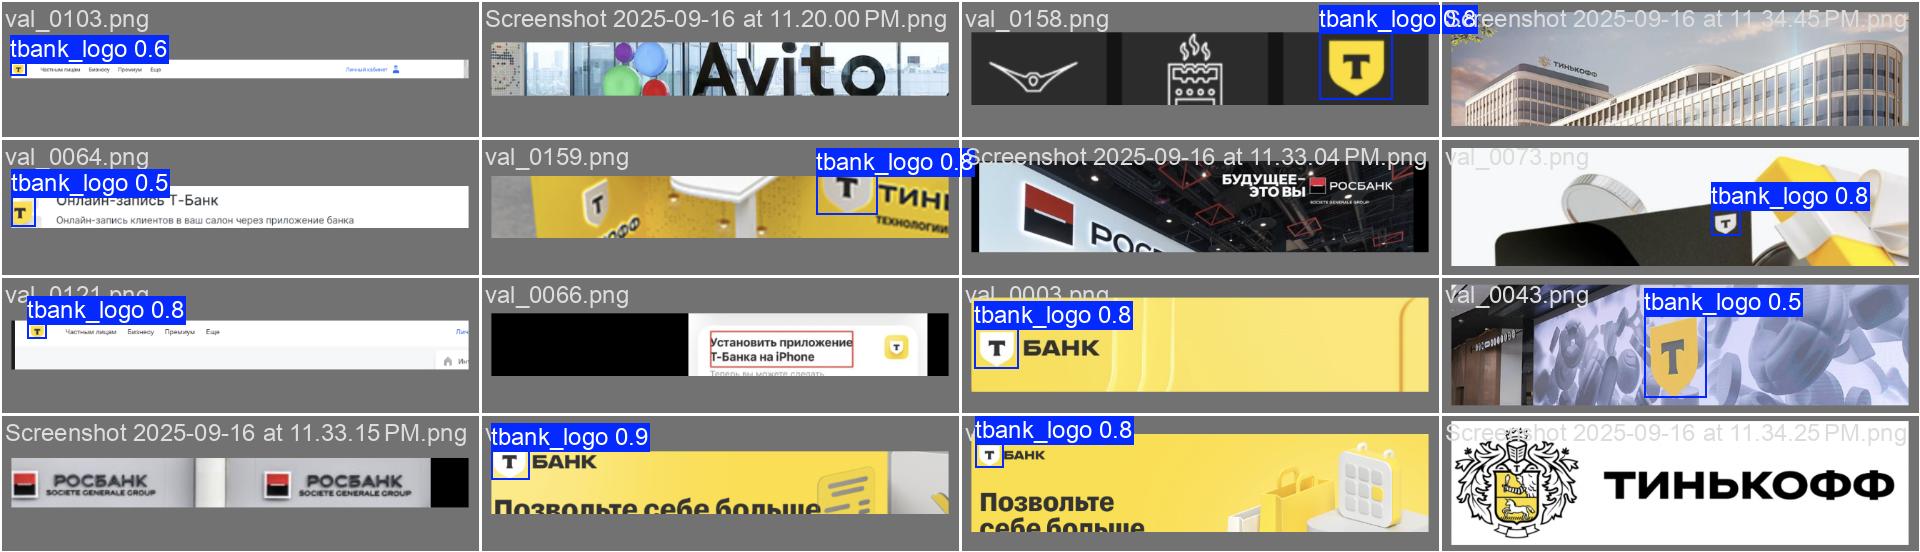 val_0103.png
tbank_logo 0.6
Т
Частным лицам Бизнесу Премиум Еще
Личный кабинет
Screenshot 2025-09-16 at 11.20.00 PM.png
Avito
val_0158.png
tbank_logo 0.8
Т
Screenshot 2025-09-16 at 11.34.45 PM.png
ТИНЬКОФФ
val_0064.png
tbank_logo 0.5
Т
Онлайн-запись Т-Банк
Онлайн-запись клиентов в ваш салон через приложение банка
val_0159.png
tbank_logo 0.8
Т
Т
ТЕХНОЛОГИИ
Screenshot 2025-09-16 at 11.33.04 PM.png
БУДУЩЕЕ–
ЭТО ВЫ
РОСБАНК
SOCIETE GENERALE GROUP
val_0073.png
tbank_logo 0.8
Т
val_0121.png
tbank_logo 0.8
Т
Частным лицам Бизнесу Премиум Еще
val_0066.png
Установить приложение
Т-Банка на iPhone
Теперь вы можете сделать
Т
val_0003.png
tbank_logo 0.8
Т БАНК
val_0043.png
tbank_logo 0.5
Т
Screenshot 2025-09-16 at 11.33.15 PM.png
РОСБАНК
SOCIETE GENERALE GROUP
РОСБАНК
SOCIETE GENERALE GROUP
tbank_logo 0.9
Т БАНК
Позвольте себе больше
tbank_logo 0.8
Т БАНК
Позвольте
себе больше
Screenshot 2025-09-16 at 11.34.25 PM.png
Т
ТИНЬКОФФ